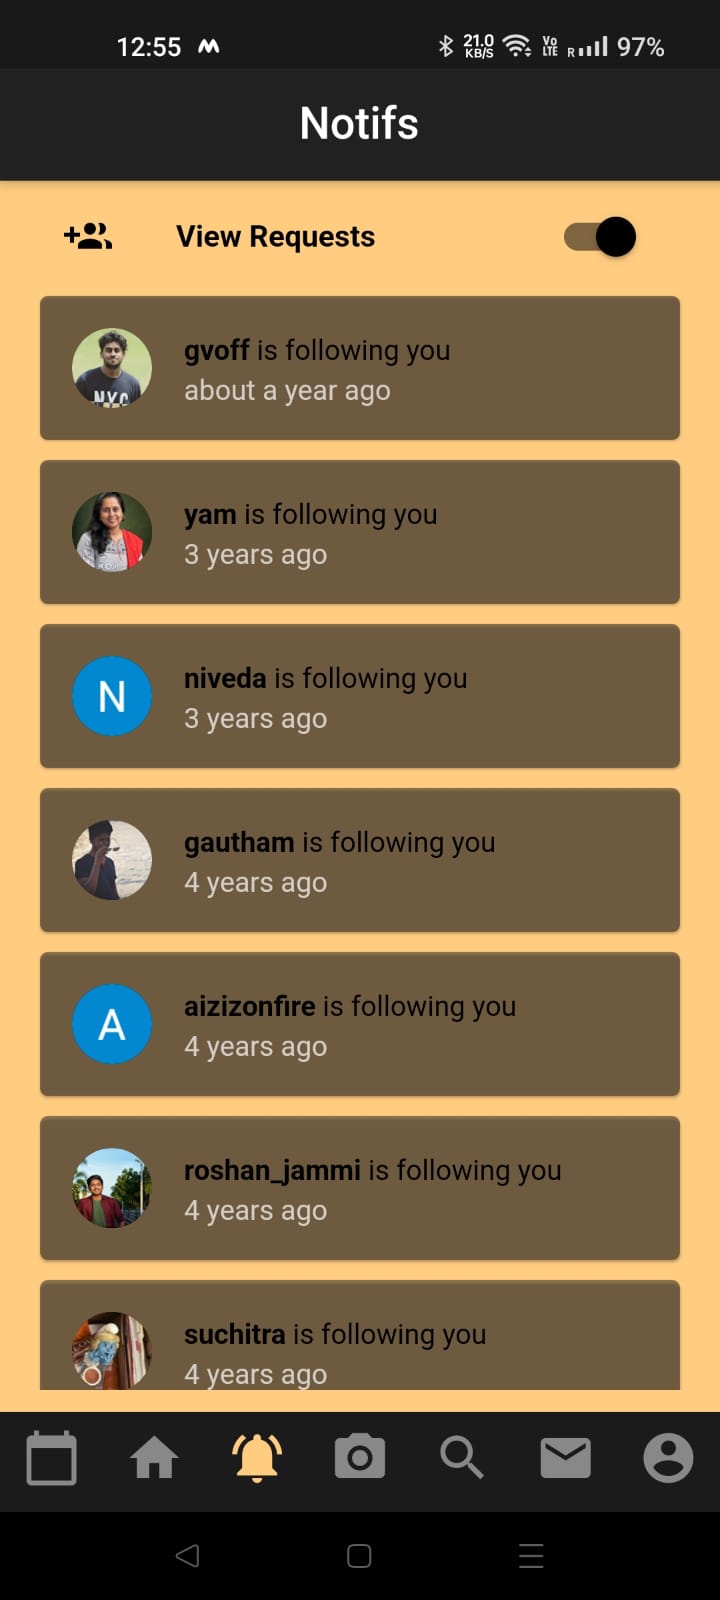 12:55
21.0
KB/S
Vo
LTE
R
97%
Notifs
View Requests
gvoff is following you
about a year ago
NYC
yam is following you
3 years ago
N
niveda is following you
3 years ago
gautham is following you
4 years ago
A
aizizonfire is following you
4 years ago
roshan_jammi is following you
4 years ago
suchitra is following you
4 years ago